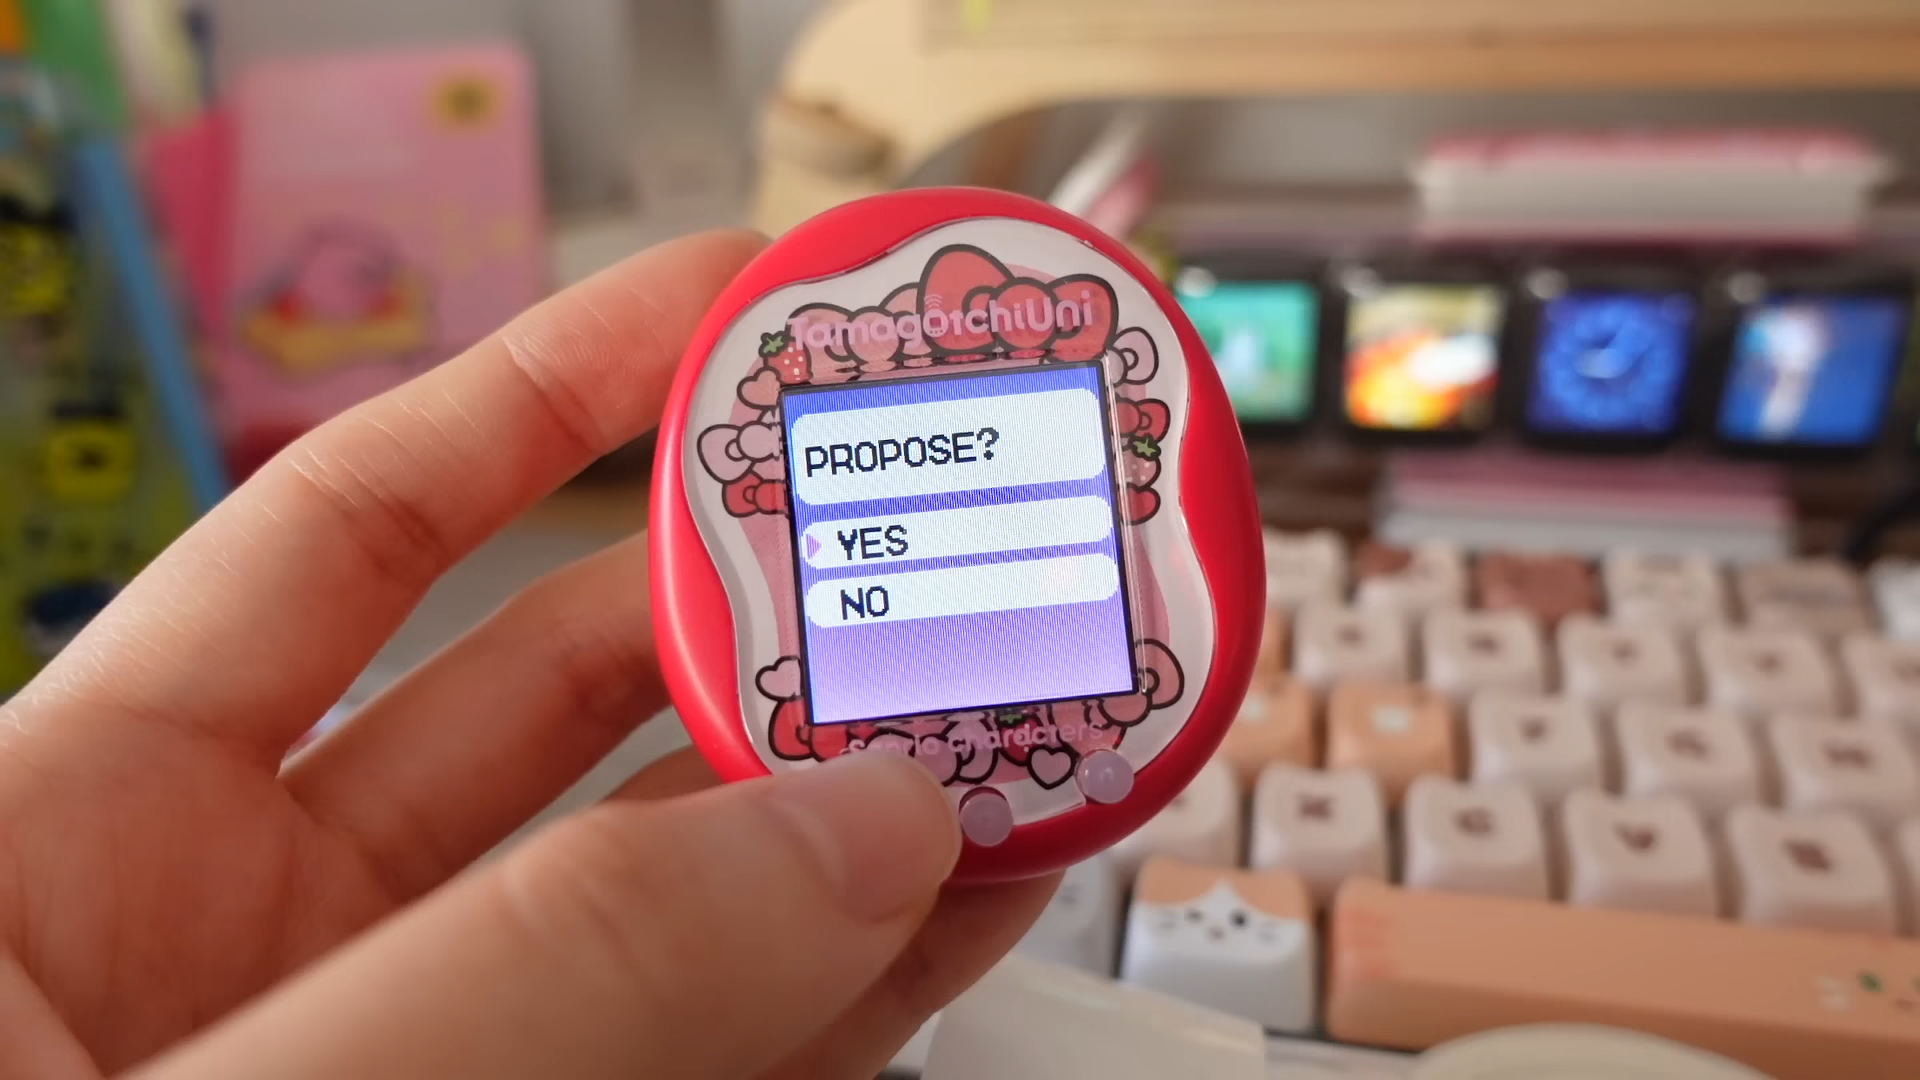 TamagotchiUni
PROPOSE?
YES
NO
Sanrio characters